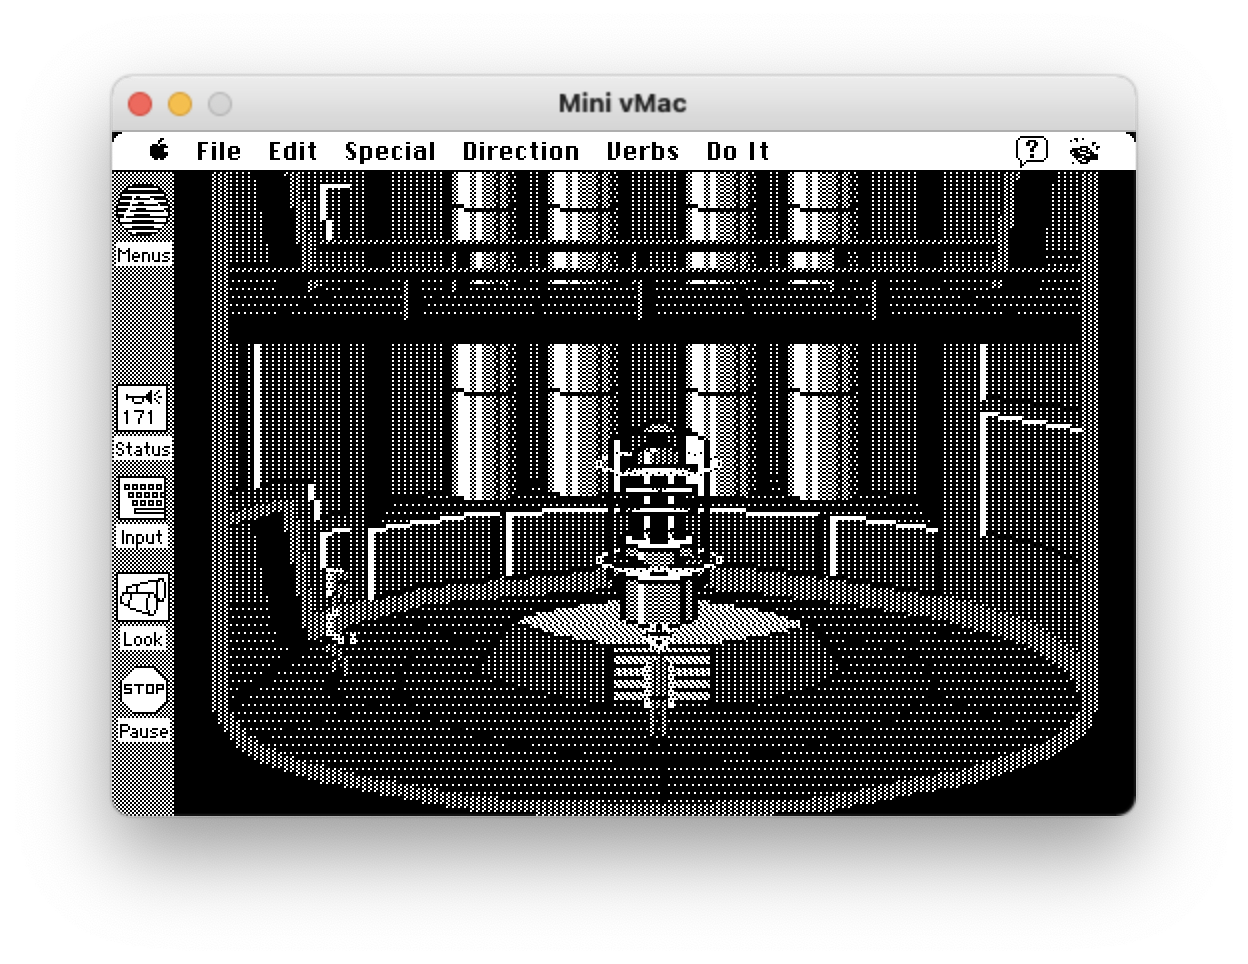 Mini vMac
File Edit Special Direction Verbs Do It ?
Menus
171
Status
Input
Look
STOP
Pause